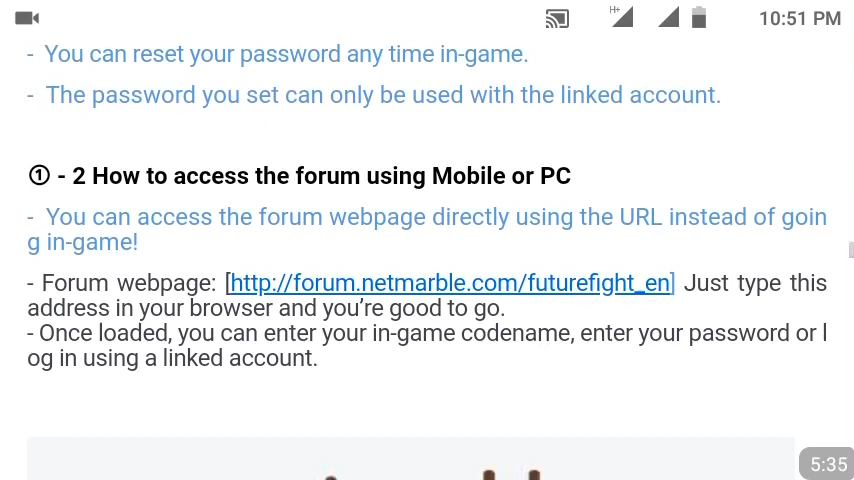 H+ 10:51 PM
- You can reset your password any time in-game.
- The password you set can only be used with the linked account.
① - 2 How to access the forum using Mobile or PC
- You can access the forum webpage directly using the URL instead of goin
g in-game!
- Forum webpage: [http://forum.netmarble.com/futurefight_en] Just type this
address in your browser and you’re good to go.
- Once loaded, you can enter your in-game codename, enter your password or l
og in using a linked account.
5:35